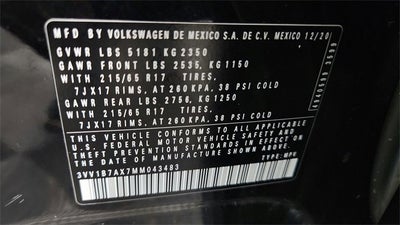 MFD BY VOLKSWAGEN DE MEXICO S.A. DE C.V. MEXICO 12/20
GVWR LBS 5181 KG 2350
GAWR FRONT LBS 2535, KG 1150
WITH 215/65 R17 TIRES,
7JX17 RIMS, AT 260 KPA, 38 PSI COLD
GAWR REAR LBS 2756, KG 1250
WITH 215/65 R17 TIRES,
7JX17 RIMS, AT 260 KPA, 38 PSI COLD
THIS VEHICLE CONFORMS TO ALL APPLICABLE
U.S. FEDERAL MOTOR VEHICLE SAFETY AND
THEFT PREVENTION STANDARDS IN EFFECT ON
THE DATE OF MANUFACTURE SHOWN ABOVE
3VV1B7AX7MM043483 TYPE: MPV